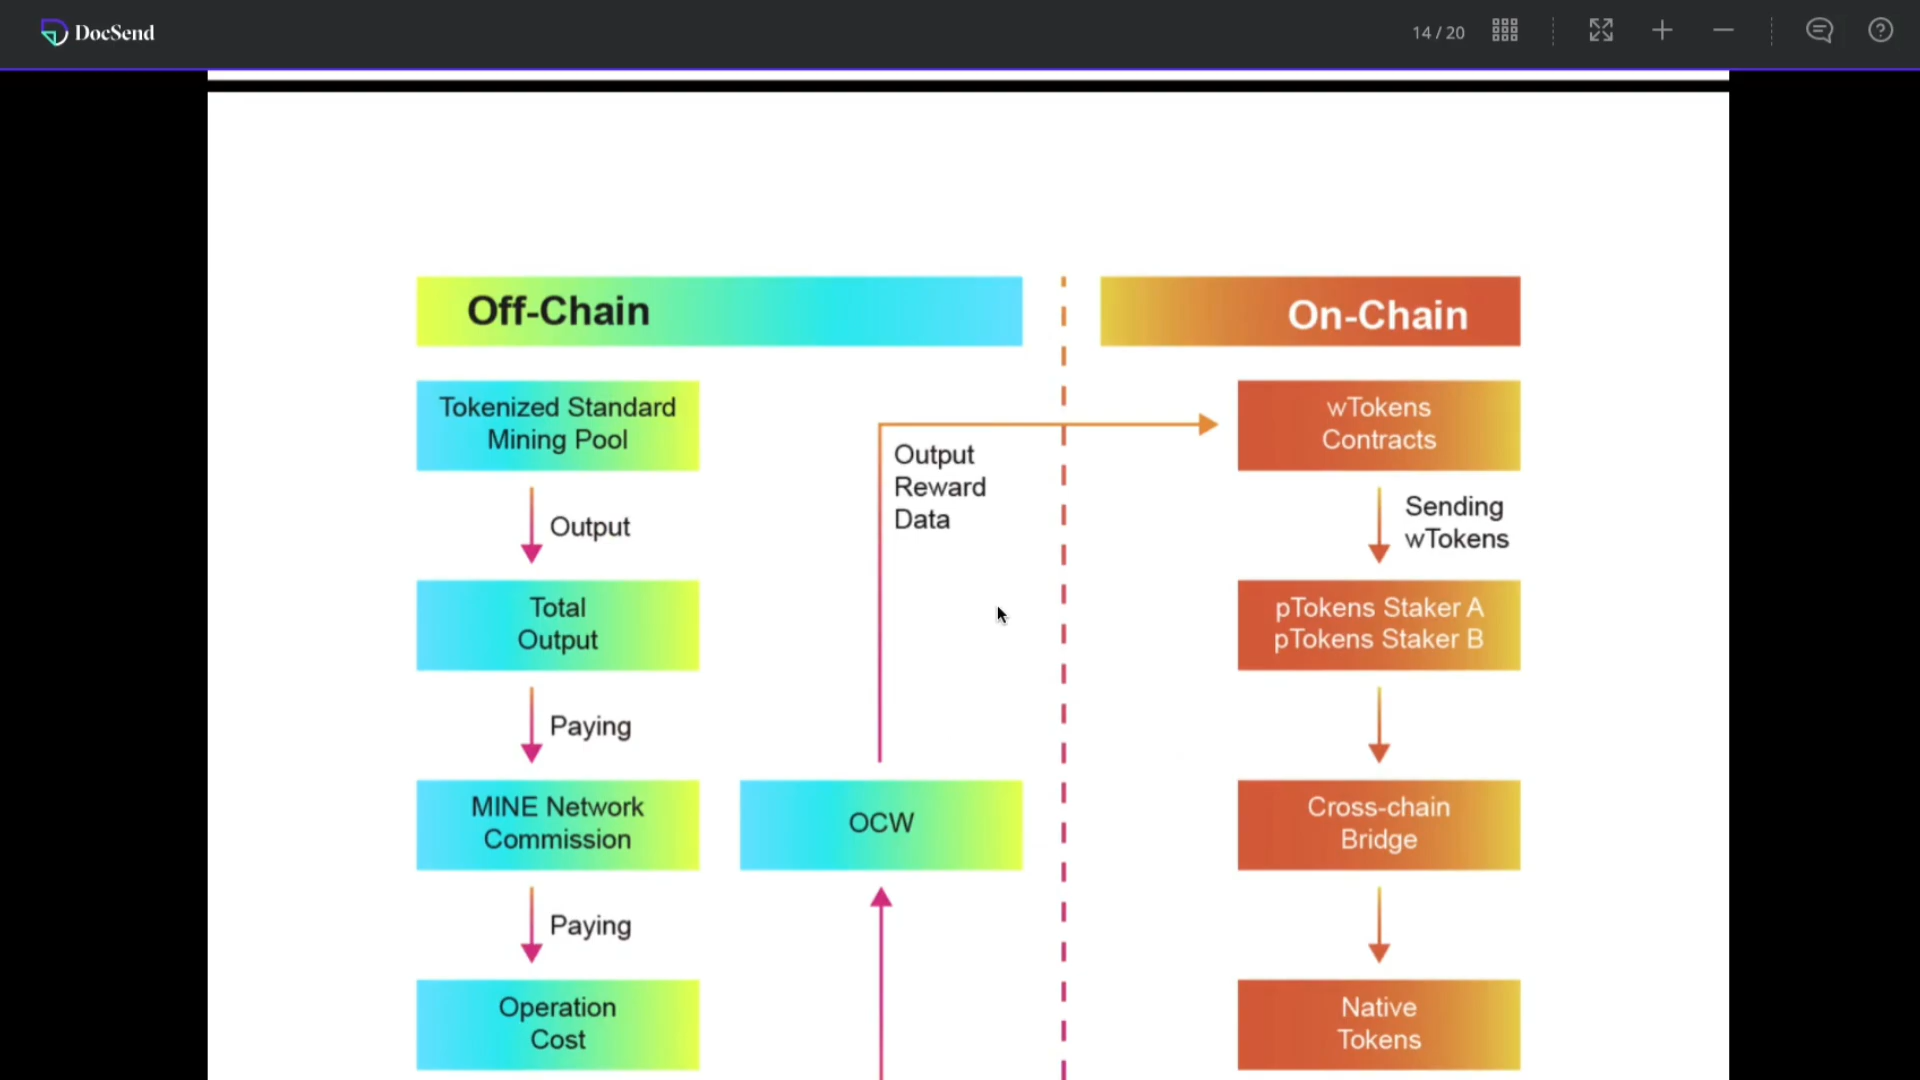 DocSend
14 / 20
Off-Chain
On-Chain
Tokenized Standard
Mining Pool
Output
Total
Output
Paying
MINE Network
Commission
Paying
Operation
Cost
Output
Reward
Data
OCW
wTokens
Contracts
Sending
wTokens
pTokens Staker A
pTokens Staker B
Cross-chain
Bridge
Native
Tokens